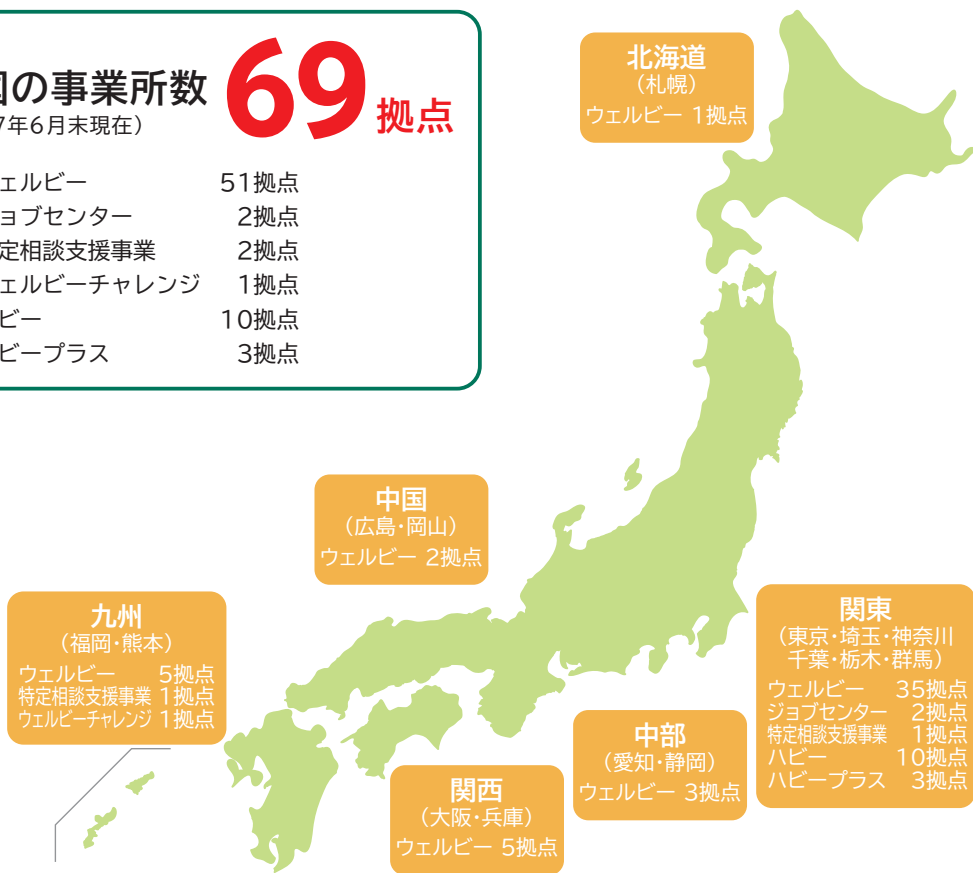 国の事業所数 69 拠点
7年6月末現在）
ェルビー 51拠点
ョブセンター 2拠点
定相談支援事業 2拠点
ェルビーチャレンジ 1拠点
ビー 10拠点
ビープラス 3拠点
北海道
（札幌）
ウェルビー 1拠点
中国
（広島・岡山）
ウェルビー 2拠点
九州
（福岡・熊本）
ウェルビー 5拠点
特定相談支援事業 1拠点
ウェルビーチャレンジ 1拠点
関西
（大阪・兵庫）
ウェルビー 5拠点
中部
（愛知・静岡）
ウェルビー 3拠点
関東
（東京・埼玉・神奈川
千葉・栃木・群馬）
ウェルビー 35拠点
ジョブセンター 2拠点
特定相談支援事業 1拠点
ハビー 10拠点
ハビープラス 3拠点